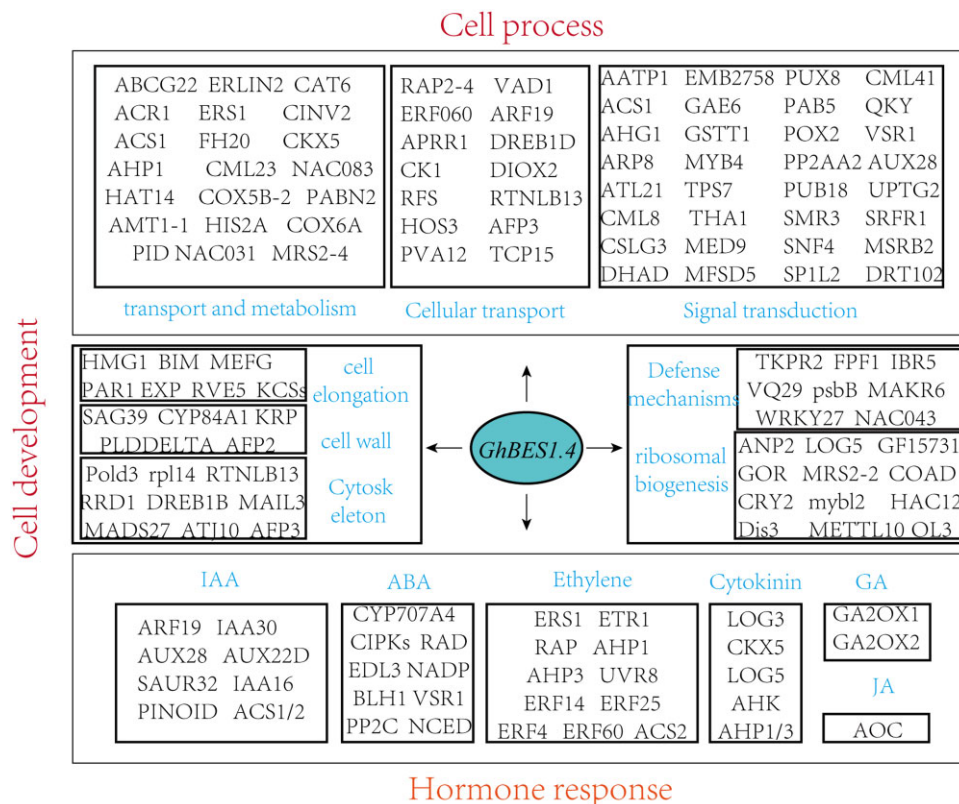 Cell process
ABCG22 ERLIN2 CAT6
ACR1 ERS1 CINV2
ACS1 FH20 CKX5
AHP1 CML23 NAC083
HAT14 COX5B-2 PABN2
AMT1-1 HIS2A COX6A
PID NAC031 MRS2-4
transport and metabolism
RAP2-4 VAD1
ERF060 ARF19
APRR1 DREB1D
CK1 DIOX2
RFS RTNLB13
HOS3 AFP3
PVA12 TCP15
Cellular transport
AATP1 EMB2758 PUX8 CML41
ACS1 GAE6 PAB5 QKY
AHG1 GSTT1 POX2 VSR1
ARP8 MYB4 PP2AA2 AUX28
ATL21 TPS7 PUB18 UPTG2
CML8 THA1 SMR3 SRFR1
CSLG3 MED9 SNF4 MSRB2
DHAD MFSD5 SP1L2 DRT102
Signal transduction
Cell development
HMG1 BIM MEFG
PAR1 EXP RVE5 KCSs
cell
elongation
SAG39 CYP84A1 KRP
PLDDELTA AFP2
cell wall
Pold3 rpl14 RTNLB13
RRD1 DREB1B MAIL3
MADS27 ATJ10 AFP3
Cytosk
eleton
GhBES1.4
Defense
mechanisms
TKPR2 FPF1 IBR5
VQ29 psbB MAKR6
WRKY27 NAC043
ribosomal
biogenesis
ANP2 LOG5 GF15731
GOR MRS2-2 COAD
CRY2 mybl2 HAC12
Dis3 METTL10 OL3
IAA
ARF19 IAA30
AUX28 AUX22D
SAUR32 IAA16
PINOID ACS1/2
ABA
CYP707A4
CIPKs RAD
EDL3 NADP
BLH1 VSR1
PP2C NCED
Ethylene
ERS1 ETR1
RAP AHP1
AHP3 UVR8
ERF14 ERF25
ERF4 ERF60 ACS2
Cytokinin
LOG3
CKX5
LOG5
AHK
AHP1/3
GA
GA2OX1
GA2OX2
JA
AOC
Hormone response